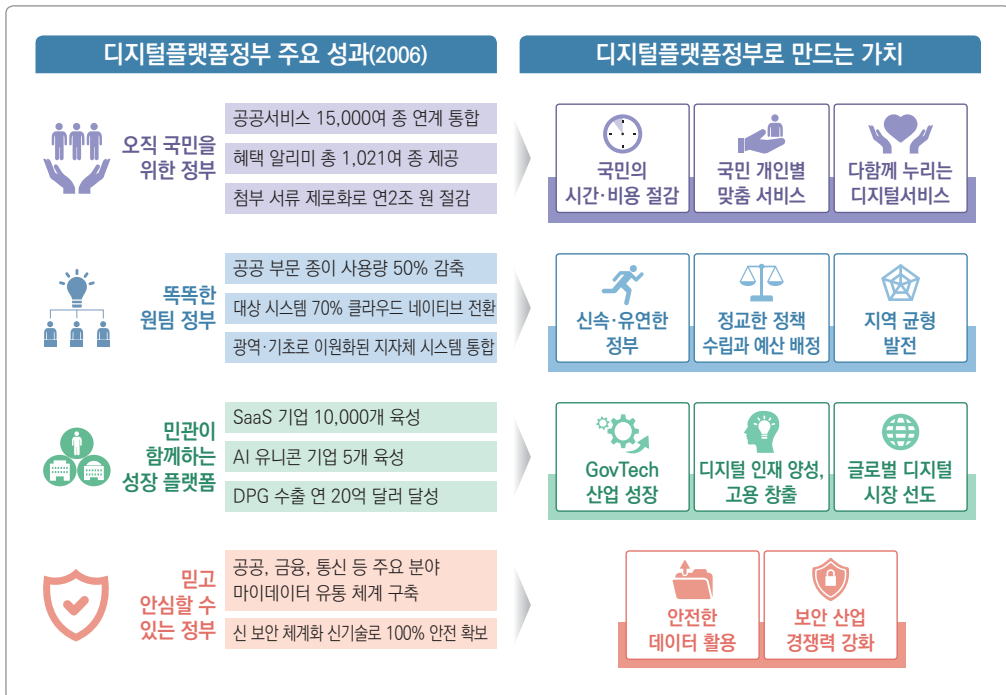 디지털플랫폼정부 주요 성과(2006)
오직 국민을
위한 정부
공공서비스 15,000여 종 연계 통합
혜택 알리미 총 1,021여 종 제공
첨부 서류 제로화로 연2조 원 절감
똑똑한
원팀 정부
공공 부문 종이 사용량 50% 감축
대상 시스템 70% 클라우드 네이티브 전환
광역·기초로 이원화된 지자체 시스템 통합
민관이
함께하는
성장 플랫폼
SaaS 기업 10,000개 육성
AI 유니콘 기업 5개 육성
DPG 수출 연 20억 달러 달성
믿고
안심할 수
있는 정부
공공, 금융, 통신 등 주요 분야
마이데이터 유통 체계 구축
신 보안 체계화 신기술로 100% 안전 확보
디지털플랫폼정부로 만드는 가치
국민의
시간·비용 절감
국민 개인별
맞춤 서비스
다함께 누리는
디지털서비스
신속·유연한
정부
정교한 정책
수립과 예산 배정
지역 균형
발전
GovTech
산업 성장
디지털 인재 양성,
고용 창출
글로벌 디지털
시장 선도
안전한
데이터 활용
보안 산업
경쟁력 강화